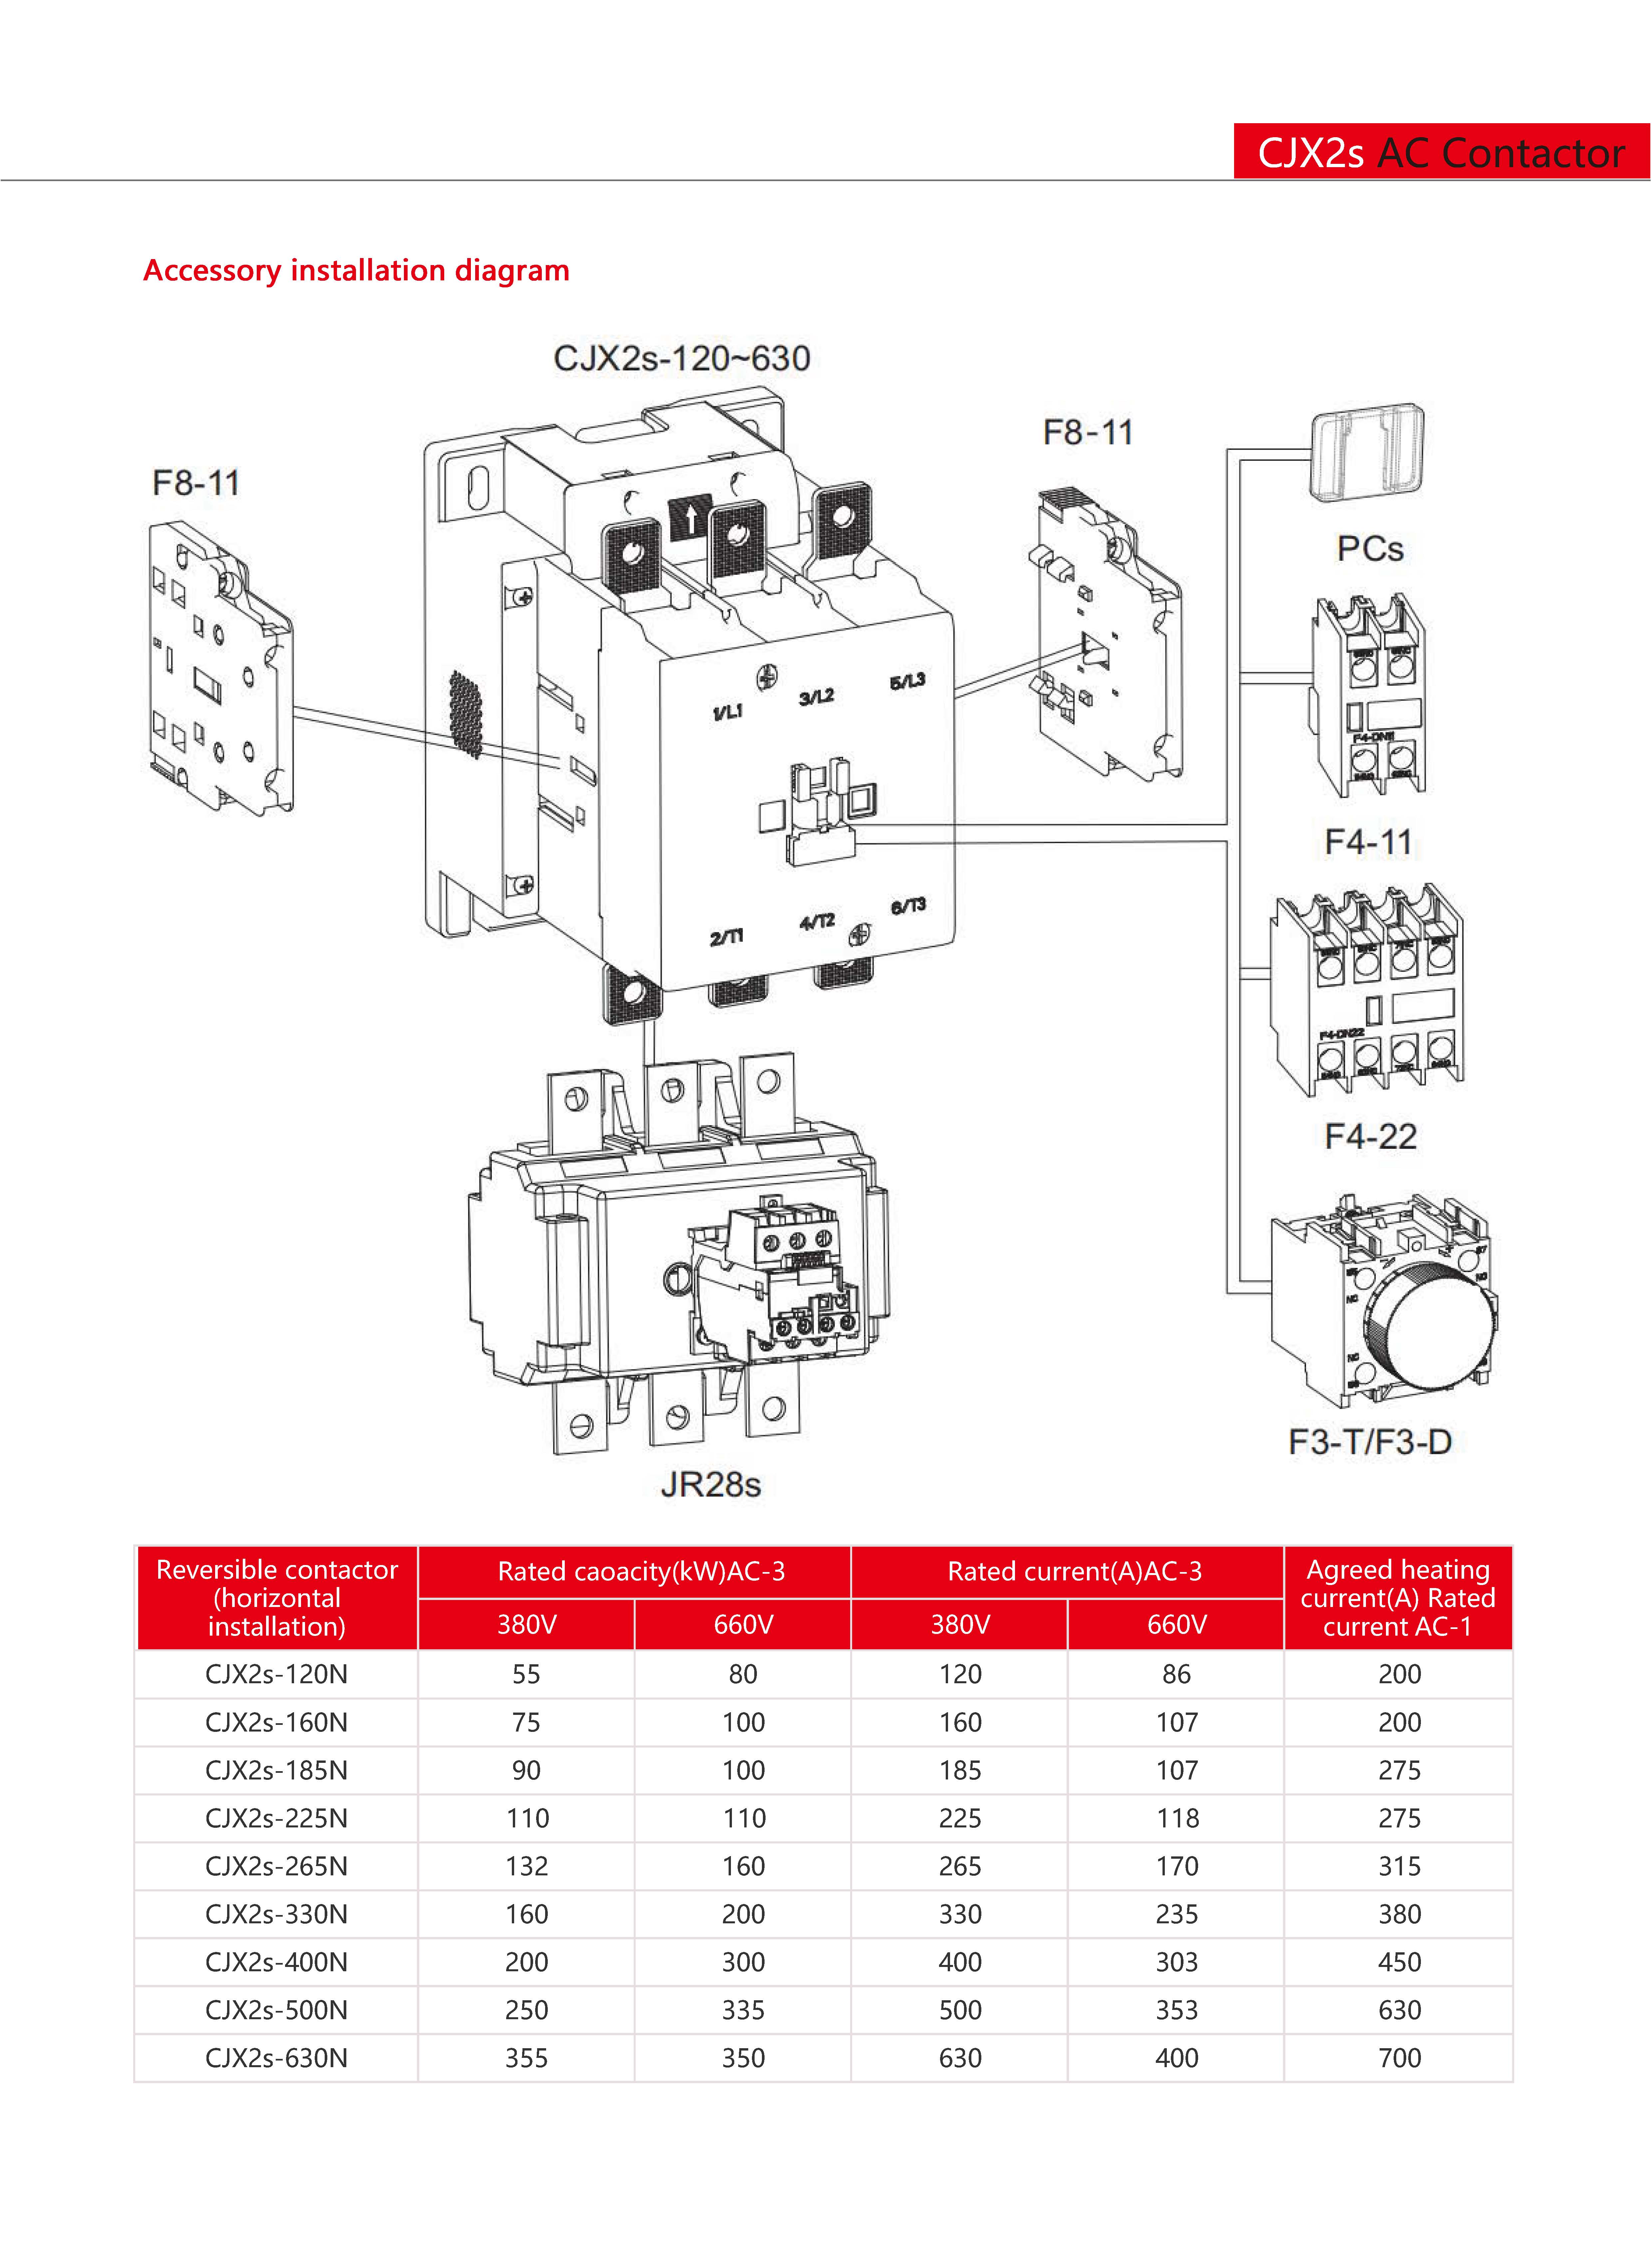 CJX2s AC Contactor
Accessory installation diagram
CJX2s-120~630
F8-11
F8-11
PCs
1/L1 3/L2 5/L3
F4-DN11
F4-11
2/T1 4/T2 6/T3
F4-DN22
F4-22
F3-T/F3-D
JR28s
Reversible contactor (horizontal installation) Rated caoacity(kW)AC-3 Rated current(A)AC-3 Agreed heating current(A) Rated current AC-1
380V 660V 380V 660V
CJX2s-120N 55 80 120 86 200
CJX2s-160N 75 100 160 107 200
CJX2s-185N 90 100 185 107 275
CJX2s-225N 110 110 225 118 275
CJX2s-265N 132 160 265 170 315
CJX2s-330N 160 200 330 235 380
CJX2s-400N 200 300 400 303 450
CJX2s-500N 250 335 500 353 630
CJX2s-630N 355 350 630 400 700